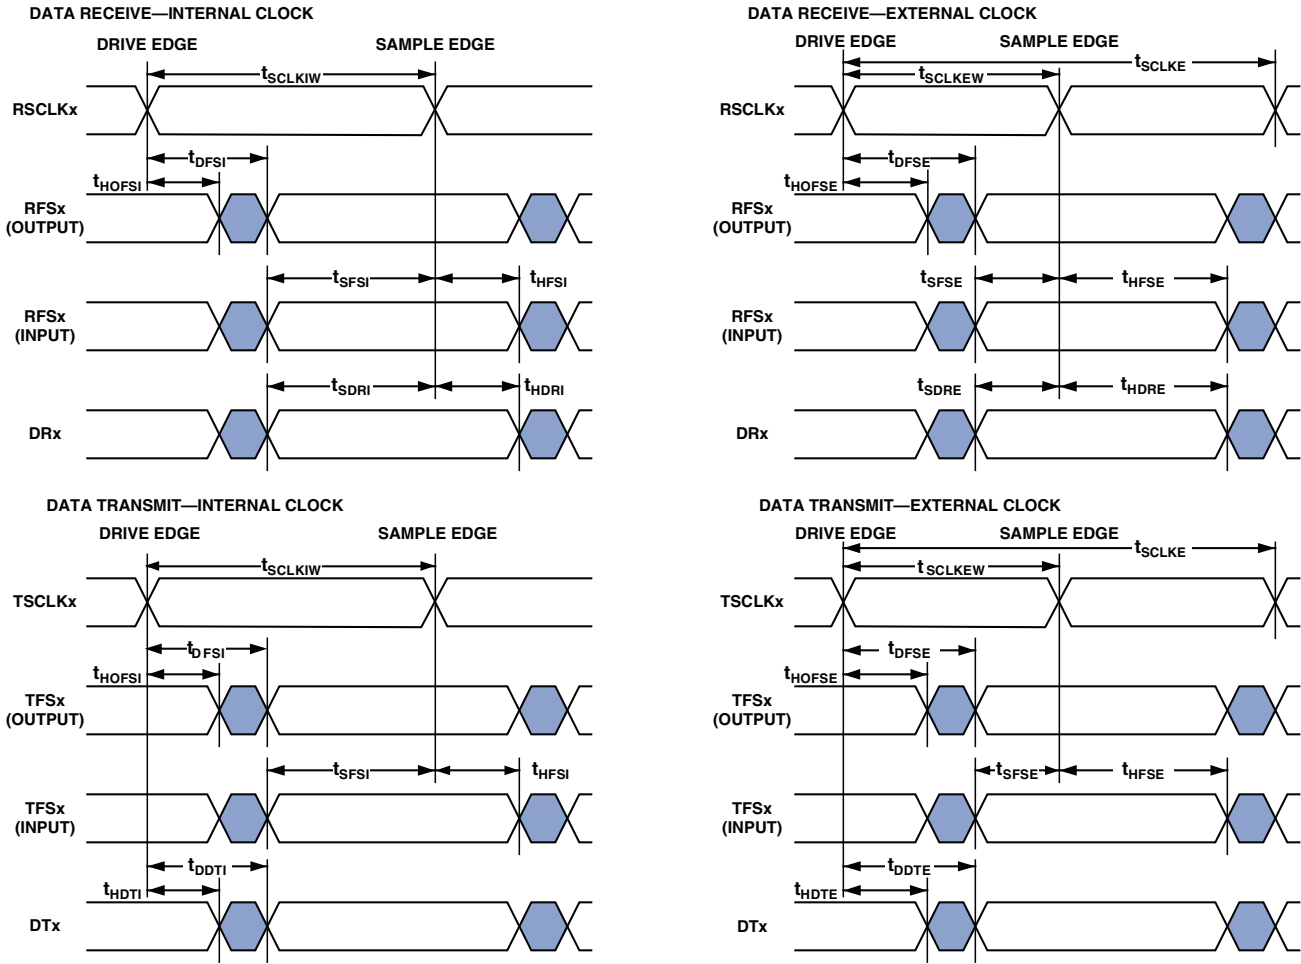 DATA RECEIVE—INTERNAL CLOCK
DRIVE EDGE
SAMPLE EDGE
tSCLKIW
RSCLKx
tDFSI
tHOFSI
RFSx
(OUTPUT)
tSFSI
tHFSI
RFSx
(INPUT)
tSDRI
tHDRI
DRx
DATA RECEIVE—EXTERNAL CLOCK
DRIVE EDGE
SAMPLE EDGE
tSCLKE
tSCLKEW
RSCLKx
tDFSE
tHOFSE
RFSx
(OUTPUT)
tSFSE
tHFSE
RFSx
(INPUT)
tSDRE
tHDRE
DRx
DATA TRANSMIT—INTERNAL CLOCK
DRIVE EDGE
SAMPLE EDGE
tSCLKIW
TSCLKx
tDFSI
tHOFSI
TFSx
(OUTPUT)
tSFSI
tHFSI
TFSx
(INPUT)
tDDTI
tHDTI
DTx
DATA TRANSMIT—EXTERNAL CLOCK
DRIVE EDGE
SAMPLE EDGE
tSCLKE
tSCLKEW
TSCLKx
tDFSE
tHOFSE
TFSx
(OUTPUT)
tSFSE
tHFSE
TFSx
(INPUT)
tDDTE
tHDTE
DTx